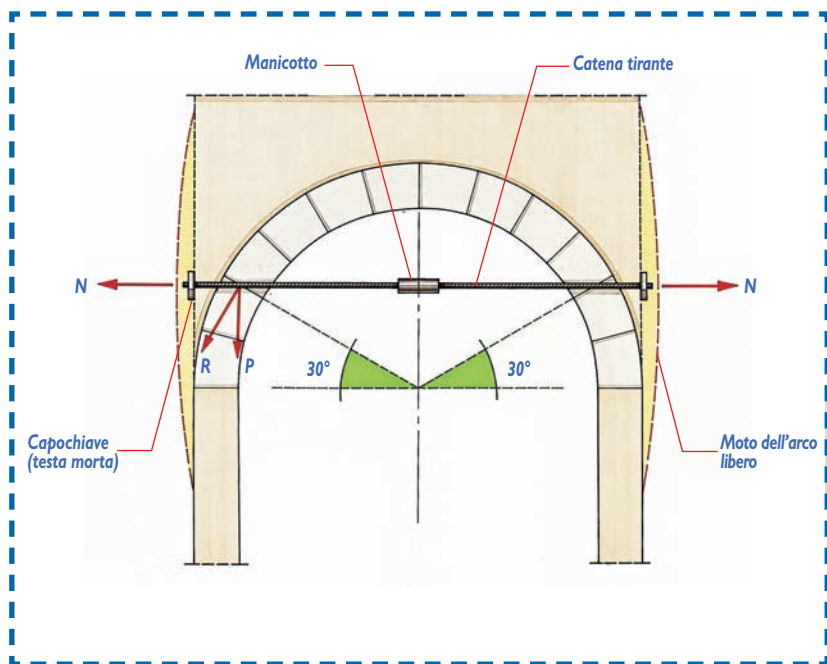 Manicotto
Catena tirante
N
N
R
P
30°
30°
Capochiave
(testa morta)
Moto dell'arco
libero